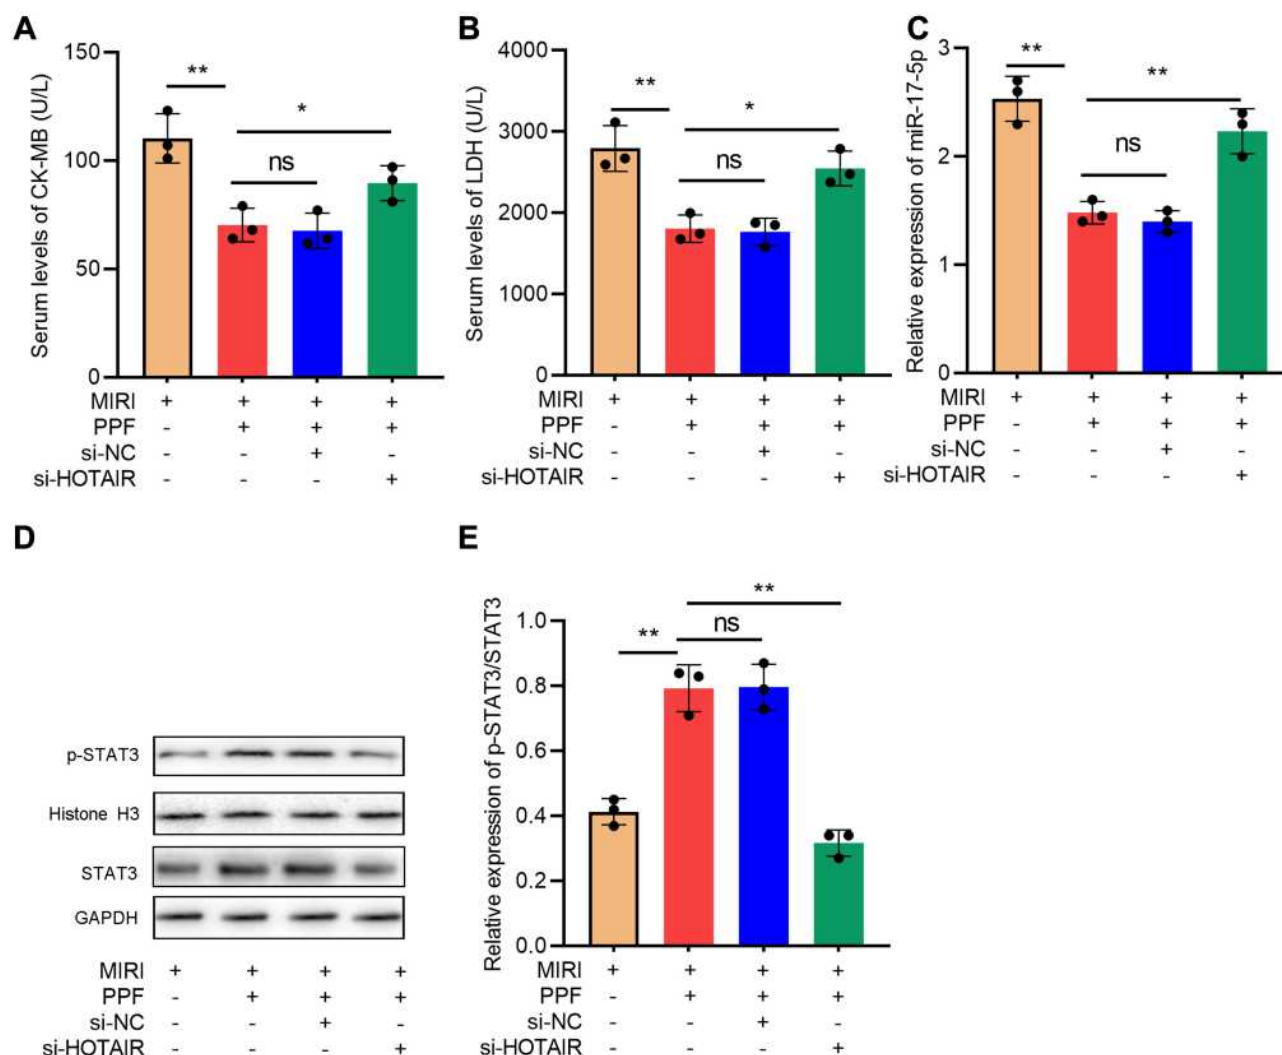 A
Serum levels of CK-MB (U/L)
150
100
50
0
**
*
ns
MIRI + + + +
PPF - + + +
si-NC - - + -
si-HOTAIR - - - +
B
Serum levels of LDH (U/L)
4000
3000
2000
1000
0
**
*
ns
MIRI + + + +
PPF - + + +
si-NC - - + -
si-HOTAIR - - - +
C
Relative expression of miR-17-5p
3
2
1
0
**
**
ns
MIRI + + + +
PPF - + + +
si-NC - - + -
si-HOTAIR - - - +
D
p-STAT3
Histone H3
STAT3
GAPDH
MIRI + + + +
PPF - + + +
si-NC - - + -
si-HOTAIR - - - +
E
Relative expression of p-STAT3/STAT3
1.0
0.8
0.6
0.4
0.2
0.0
**
ns
**
MIRI + + + +
PPF - + + +
si-NC - - + -
si-HOTAIR - - - +